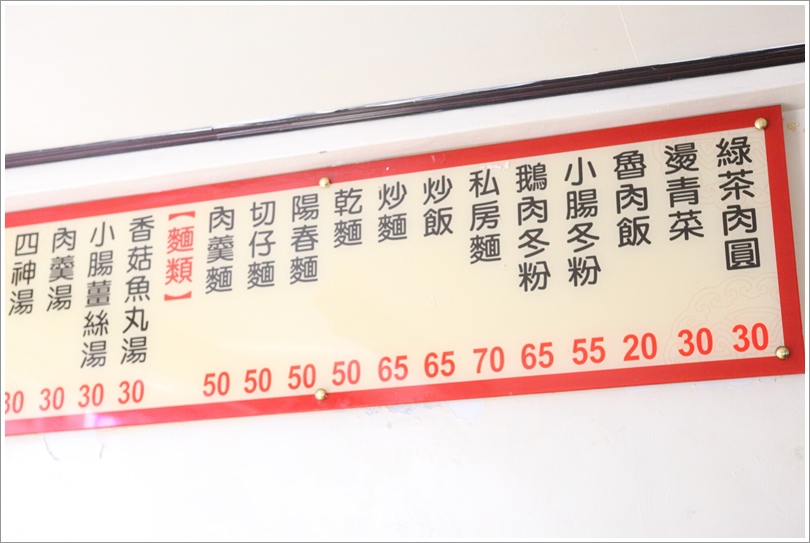 四神湯 30
肉羹湯 30
小腸薑絲湯 30
香菇魚丸湯 30
【麵類】
肉羹麵 50
切仔麵 50
陽春麵 50
乾麵 50
炒麵 65
炒飯 65
私房麵 70
鵝肉冬粉 65
小腸冬粉 55
魯肉飯 20
燙青菜 30
綠茶肉圓 30